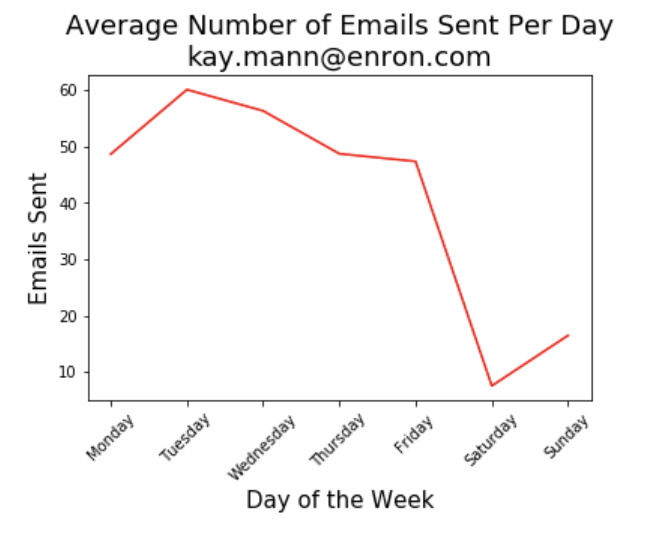 Average Number of Emails Sent Per Day
kay.mann@enron.com
60
50
40
30
20
10
Emails Sent
Monday
Tuesday
Wednesday
Thursday
Friday
Saturday
Sunday
Day of the Week